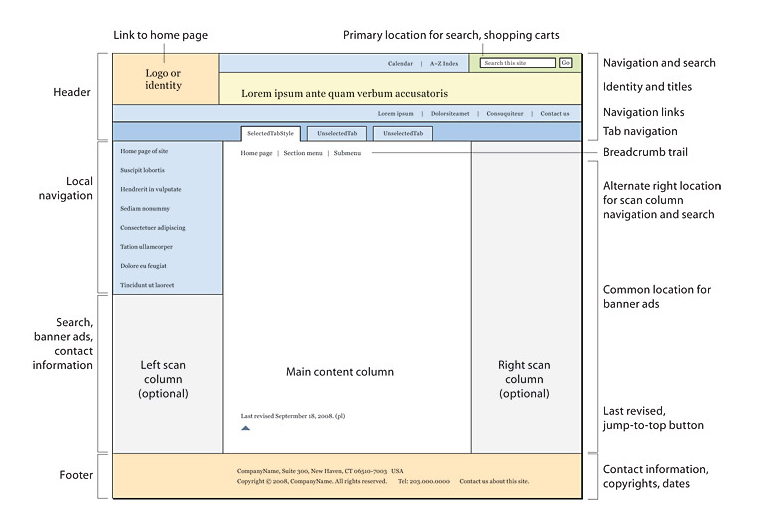 Link to home page
Primary location for search, shopping carts
Header
Logo or
identity
Calendar | A–Z Index
Search this site
Go
Lorem ipsum ante quam verbum accusatoris
Lorem ipsum | Dolorsiteamet | Consuquiteur | Contact us
SelectedTabStyle
UnselectedTab
UnselectedTab
Navigation and search
Identity and titles
Navigation links
Tab navigation
Breadcrumb trail
Local
navigation
Home page of site
Suscipit lobortis
Hendrerit in vulputate
Sediam nonummy
Consectetuer adipiscing
Tation ullamcorper
Dolore eu feugiat
Tincidunt ut laoreet
Home page | Section menu | Submenu
Alternate right location
for scan column
navigation and search
Common location for
banner ads
Search,
banner ads,
contact
information
Left scan
column
(optional)
Main content column
Right scan
column
(optional)
Last revised Septermber 18, 2008. (pl)
Last revised,
jump-to-top button
Footer
CompanyName, Suite 300, New Haven, CT 06510-7003 USA
Copyright © 2008, CompanyName. All rights reserved. Tel: 203.000.0000 Contact us about this site.
Contact information,
copyrights, dates